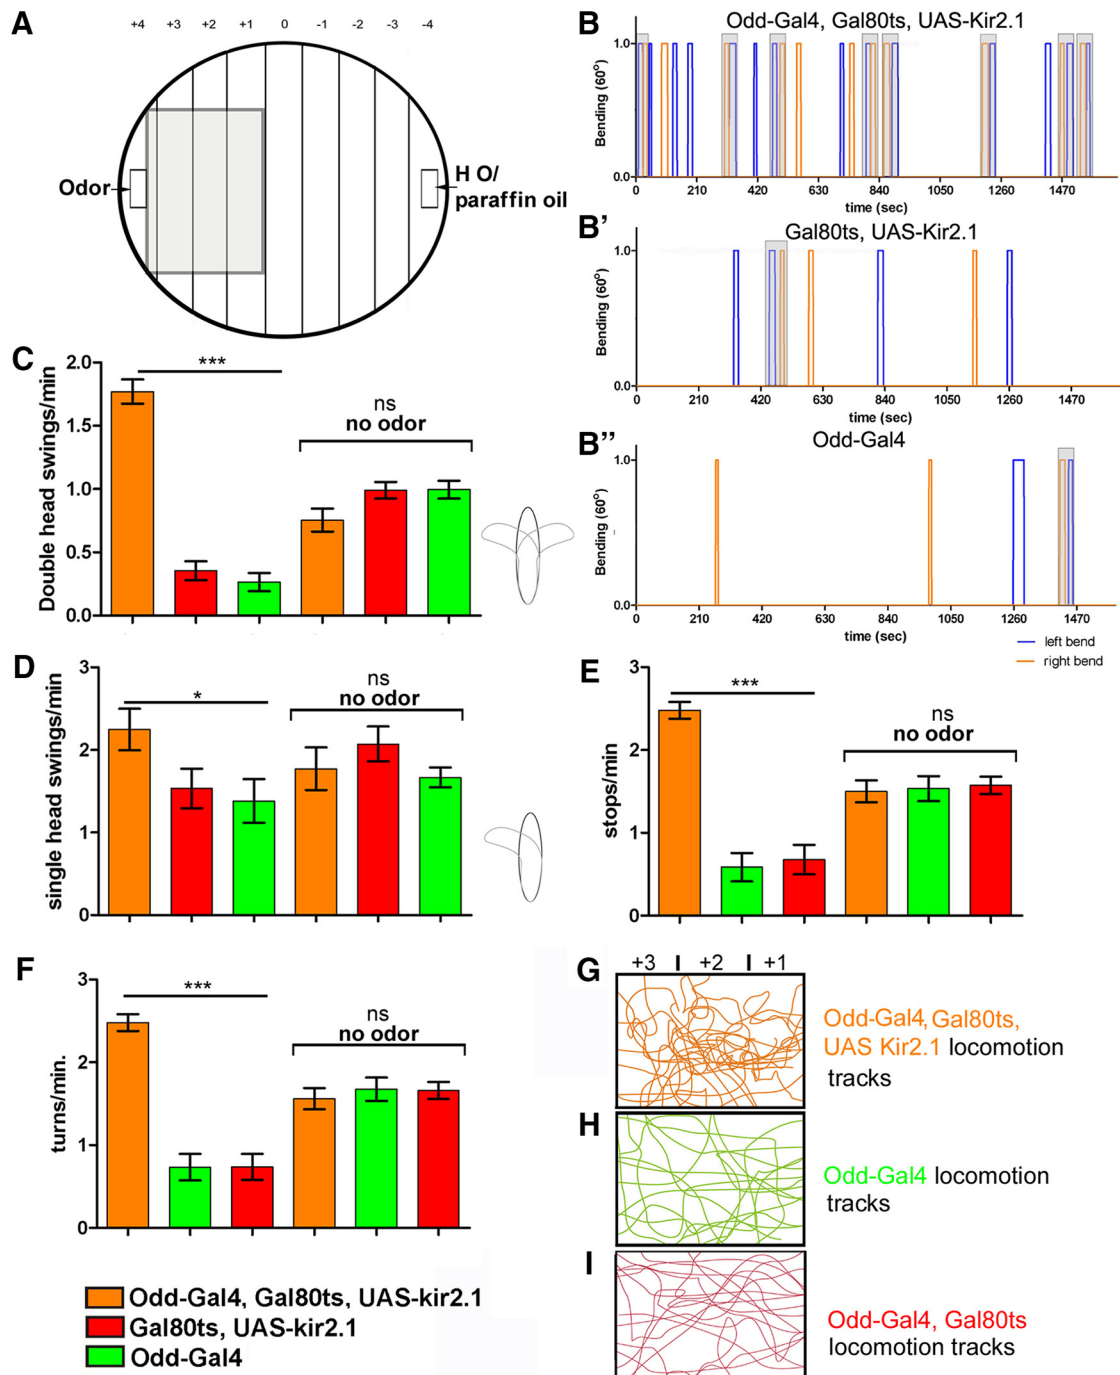 A
+4 +3 +2 +1 0 -1 -2 -3 -4
Odor
H O/
paraffin oil
B
Odd-Gal4, Gal80ts, UAS-Kir2.1
Bending (60°)
1.0
0.0
0 210 420 630 840 1050 1260 1470
time (sec)
B'
Gal80ts, UAS-Kir2.1
Bending (60°)
1.0
0.0
0 210 420 630 840 1050 1260 1470
time (sec)
B''
Odd-Gal4
Bending (60°)
1.0
0.0
0 210 420 630 840 1050 1260 1470
time (sec)
left bend
right bend
C
Double head swings/min
2.0
1.5
1.0
0.5
0.0
***
ns
no odor
D
single head swings/min
3
2
1
0
*
ns
no odor
E
stops/min
3
2
1
0
***
ns
no odor
F
turns/min.
3
2
1
0
***
ns
no odor
G
+3 I +2 I +1
Odd-Gal4, Gal80ts,
UAS Kir2.1 locomotion
tracks
H
Odd-Gal4 locomotion
tracks
I
Odd-Gal4, Gal80ts
locomotion tracks
Odd-Gal4, Gal80ts, UAS-kir2.1
Gal80ts, UAS-kir2.1
Odd-Gal4